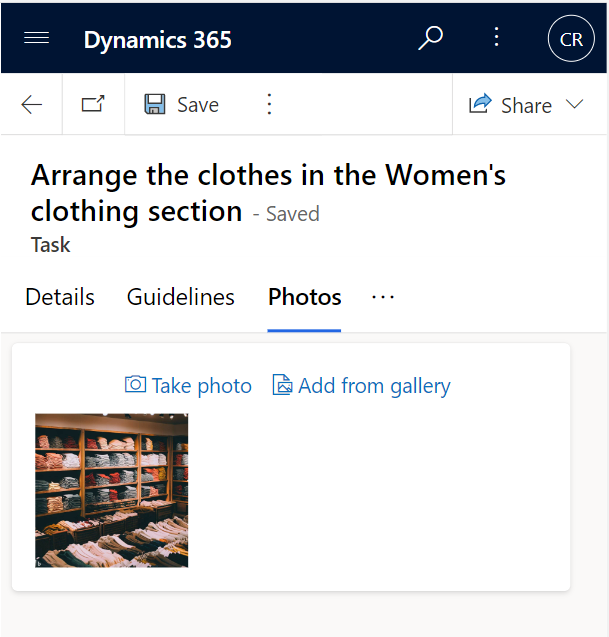 Dynamics 365
CR
Save
Share
Arrange the clothes in the Women's
clothing section - Saved
Task
Details Guidelines Photos ...
Take photo Add from gallery